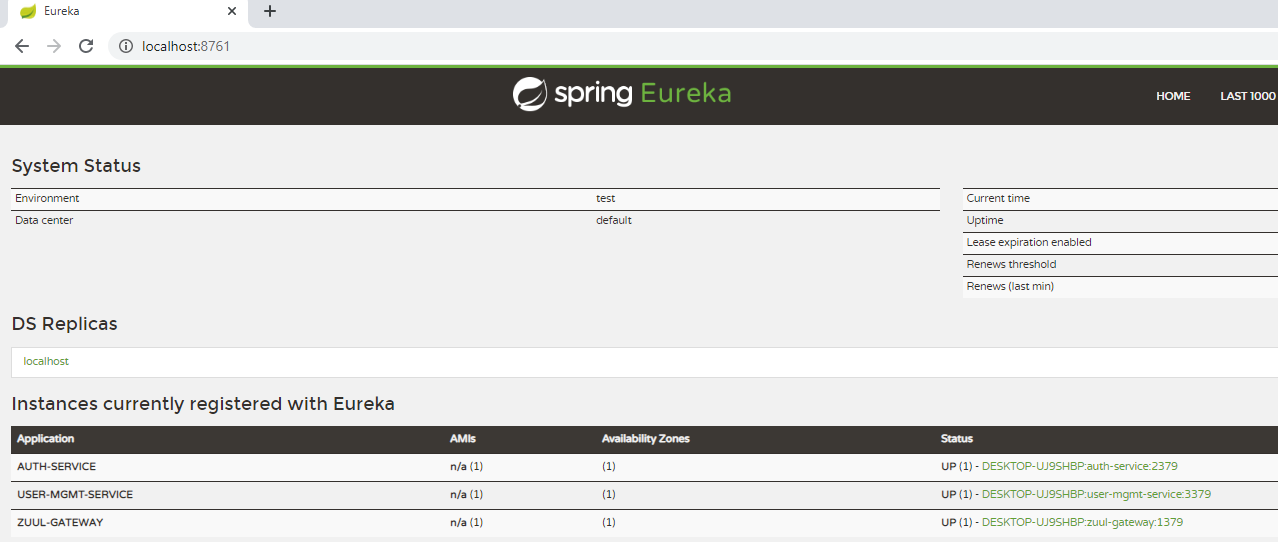 Eureka
localhost:8761
spring Eureka
HOME LAST 1000
System Status
Environment test
Data center default
Current time
Uptime
Lease expiration enabled
Renews threshold
Renews (last min)
DS Replicas
localhost
Instances currently registered with Eureka
Application AMIs Availability Zones Status
AUTH-SERVICE n/a (1) (1) UP (1) - DESKTOP-UJ9SHBP:auth-service:2379
USER-MGMT-SERVICE n/a (1) (1) UP (1) - DESKTOP-UJ9SHBP:user-mgmt-service:3379
ZUUL-GATEWAY n/a (1) (1) UP (1) - DESKTOP-UJ9SHBP:zuul-gateway:1379